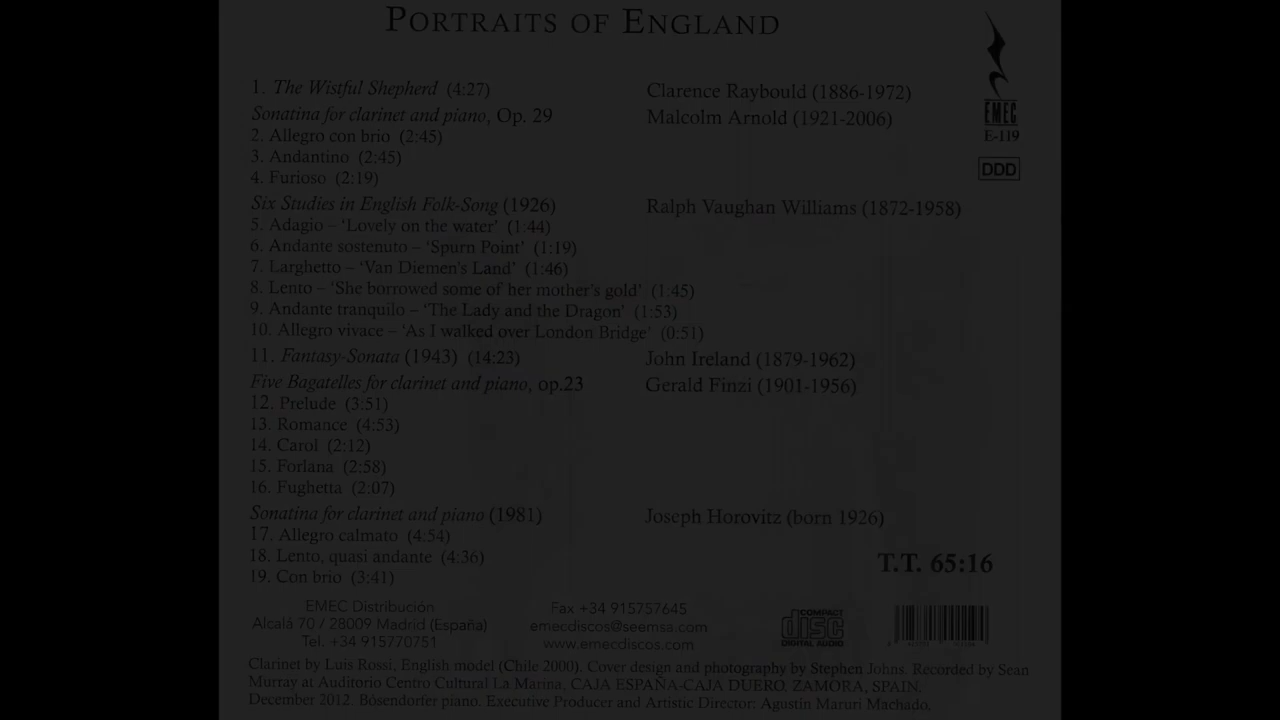 PORTRAITS OF ENGLAND
1. The Wistful Shepherd (4:27) Clarence Raybould (1886-1972)
Sonatina for clarinet and piano, Op. 29 Malcolm Arnold (1921-2006)
2. Allegro con brio (2:45)
3. Andantino (2:45)
4. Furioso (2:19)
Six Studies in English Folk-Song (1926) Ralph Vaughan Williams (1872-1958)
5. Adagio – ‘Lovely on the water’ (1:44)
6. Andante sostenuto – ‘Spurn Point’ (1:19)
7. Larghetto – ‘Van Diemen's Land’ (1:46)
8. Lento – ‘She borrowed some of her mother's gold’ (1:45)
9. Andante tranquilo – ‘The Lady and the Dragon’ (1:53)
10. Allegro vivace – ‘As I walked over London Bridge’ (0:51)
11. Fantasy-Sonata (1943) (14:23) John Ireland (1879-1962)
Five Bagatelles for clarinet and piano, op.23 Gerald Finzi (1901-1956)
12. Prelude (3:51)
13. Romance (4:53)
14. Carol (2:12)
15. Forlana (2:58)
16. Fughetta (2:07)
Sonatina for clarinet and piano (1981) Joseph Horovitz (born 1926)
17. Allegro calmato (4:54)
18. Lento, quasi andante (4:36)
19. Con brio (3:41)
T.T. 65:16
EMEC
E-119
DDD
EMEC Distribución
Alcalá 70 / 28009 Madrid (España)
Tel. +34 915770751
Fax +34 915757645
emecdiscos@seemsa.com
www.emecdiscos.com
COMPACT
disc
DIGITAL AUDIO
Clarinet by Luis Rossi, English model (Chile 2000). Cover design and photography by Stephen Johns. Recorded by Sean
Murray at Auditorio Centro Cultural La Marina. CAJA ESPAÑA-CAJA DUERO, ZAMORA, SPAIN.
December 2012. Bösendorfer piano. Executive Producer and Artistic Director: Agustín Maruri Machado.